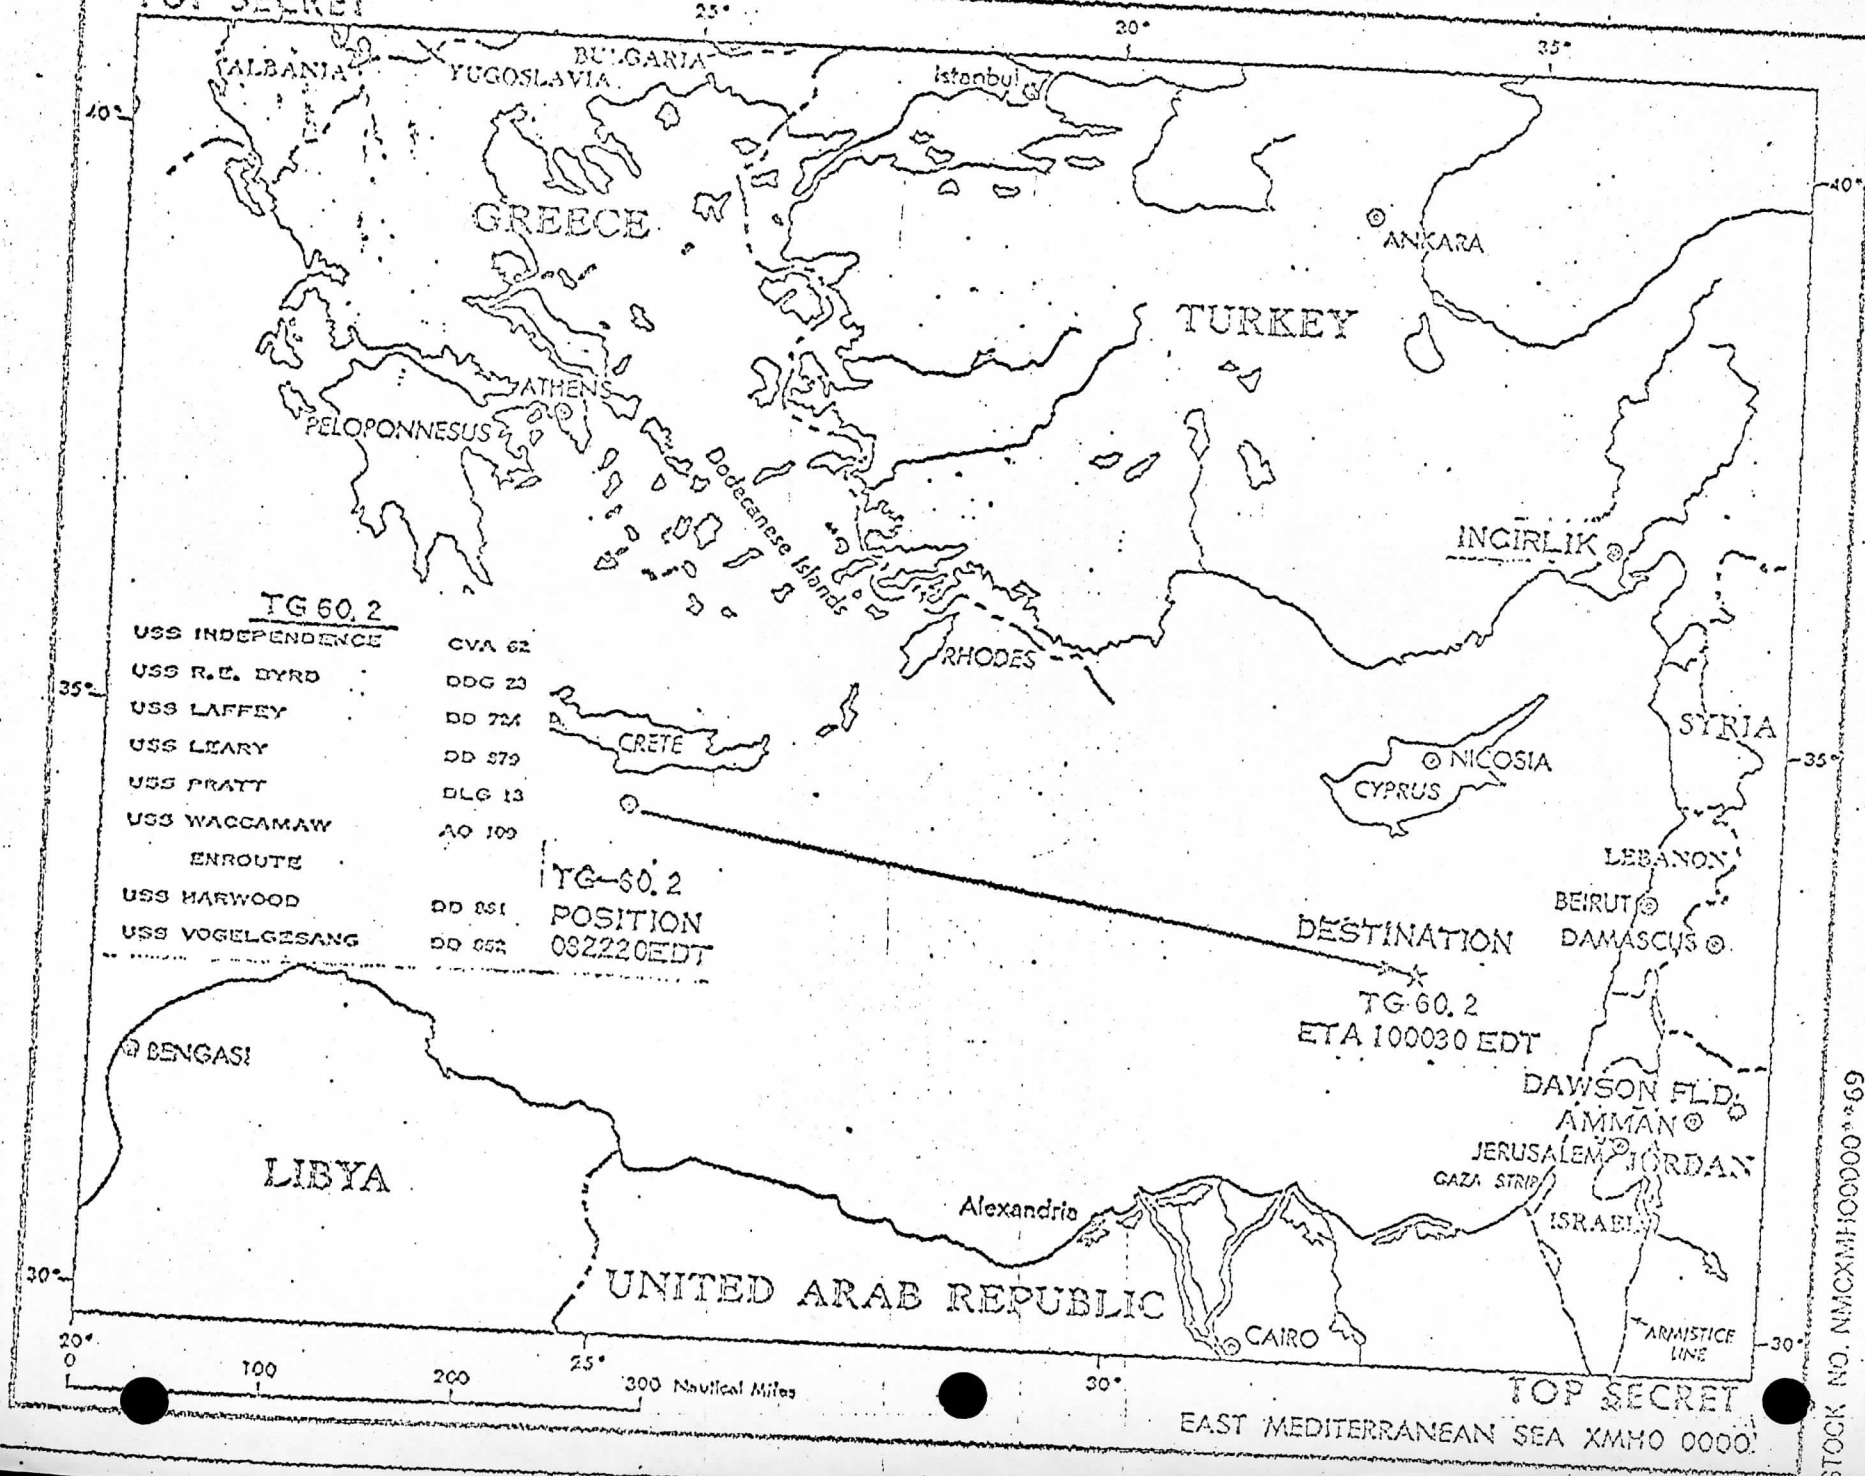 TOP SECRET
25°
30°
35°
ALBANIA
YUGOSLAVIA
BULGARIA
Istanbul
40°
40°
GREECE
ANKARA
TURKEY
ATHENS
PELOPONNESUS
Dodecanese Islands
INCIRLIK
TG 60.2
USS INDEPENDENCE CVA 62
USS R.E. BYRD DDG 23
USS LAFFEY DD 724
USS LEARY DD 879
USS PRATT DLG 13
USS WACCAMAW AO 109
ENROUTE
USS HARWOOD DD 861
USS VOGELGESANG DD 862
RHODES
35°
35°
CRETE
SYRIA
NICOSIA
CYPRUS
TG-60.2
POSITION
082220EDT
LEBANON
BEIRUT
DAMASCUS
DESTINATION
TG 60.2
ETA 100030 EDT
BENGASI
DAWSON FLD.
AMMAN
JERUSALEM
JORDAN
GAZA STRIP
ISRAEL
LIBYA
Alexandria
UNITED ARAB REPUBLIC
CAIRO
ARMISTICE
LINE
30°
30°
20°
25°
30°
0 100 200 300 Nautical Miles
TOP SECRET
EAST MEDITERRANEAN SEA XMHO 0000
STOCK NO. NMCXMHO00000**69